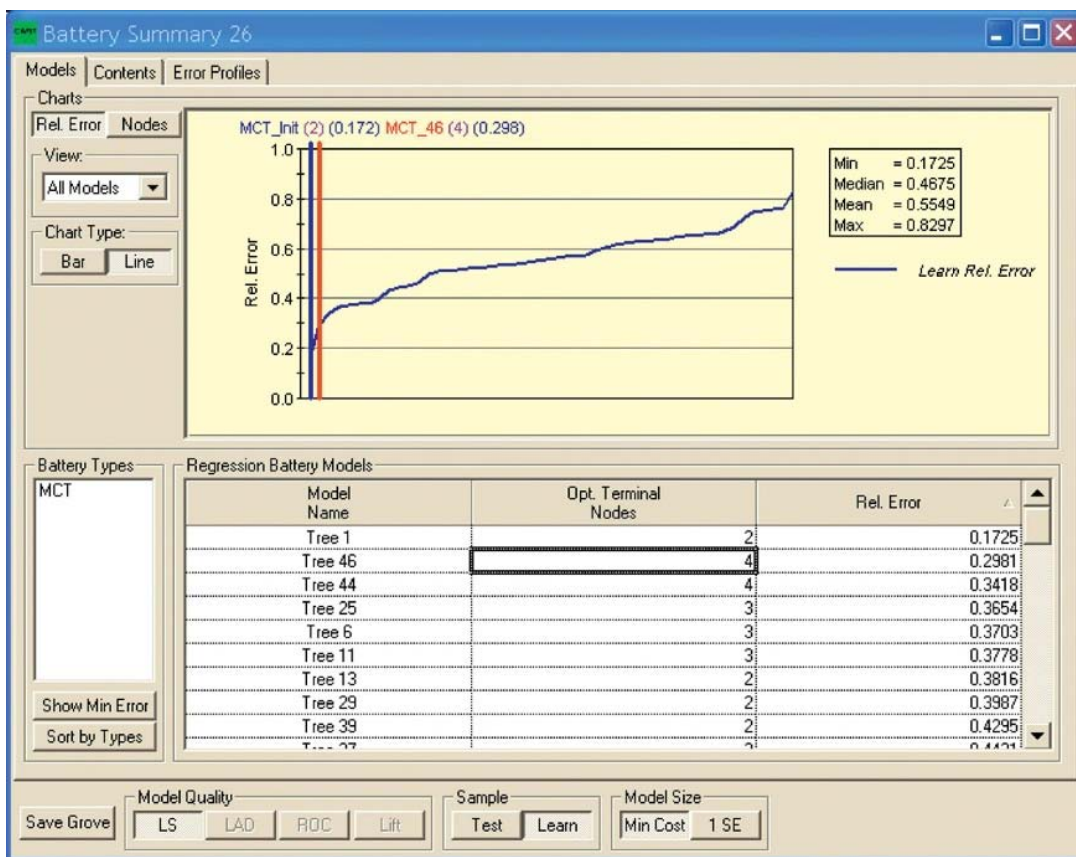 Battery Summary 26
Models Contents Error Profiles
Charts
Rel. Error Nodes
View:
All Models
Chart Type:
Bar Line
MCT_Init (2) (0.172) MCT_46 (4) (0.298)
1.0
0.8
0.6
0.4
0.2
0.0
Rel. Error
Min = 0.1725
Median = 0.4675
Mean = 0.5549
Max = 0.8297
Learn Rel. Error
Battery Types
MCT
Show Min Error
Sort by Types
Regression Battery Models
Model Name Opt. Terminal Nodes Rel. Error
Tree 1 2 0.1725
Tree 46 4 0.2981
Tree 44 4 0.3418
Tree 25 3 0.3654
Tree 6 3 0.3703
Tree 11 3 0.3778
Tree 13 2 0.3816
Tree 29 2 0.3987
Tree 39 2 0.4295
Save Grove
Model Quality
LS LAD ROC Lift
Sample
Test Learn
Model Size
Min Cost 1 SE